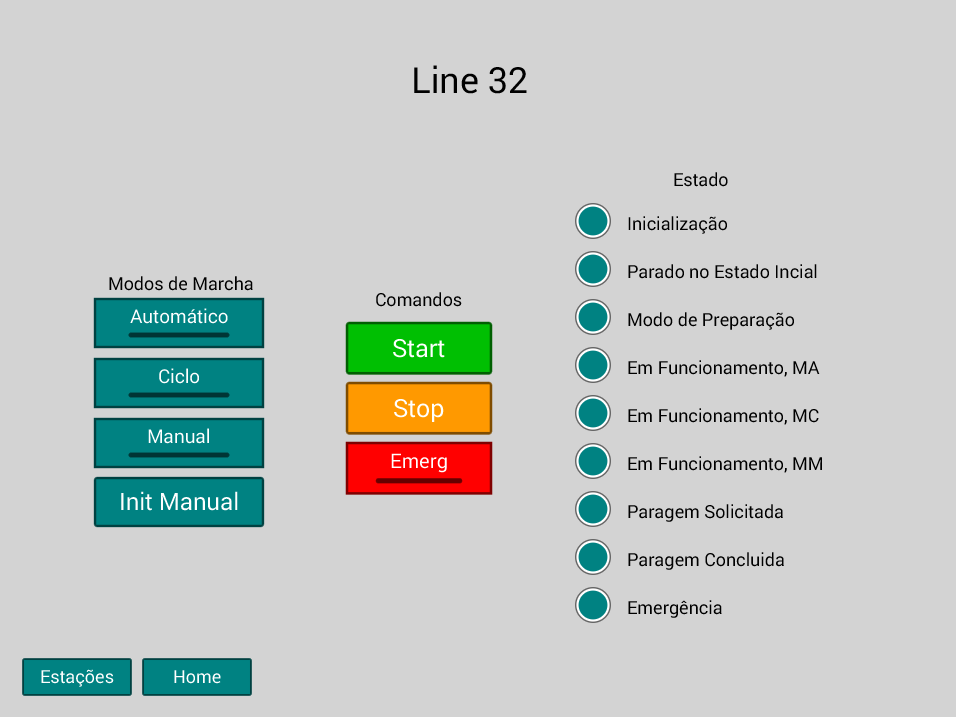 Line 32
Modos de Marcha
Automático
Ciclo
Manual
Init Manual
Comandos
Start
Stop
Emerg
Estado
Inicialização
Parado no Estado Incial
Modo de Preparação
Em Funcionamento, MA
Em Funcionamento, MC
Em Funcionamento, MM
Paragem Solicitada
Paragem Concluida
Emergência
Estações
Home